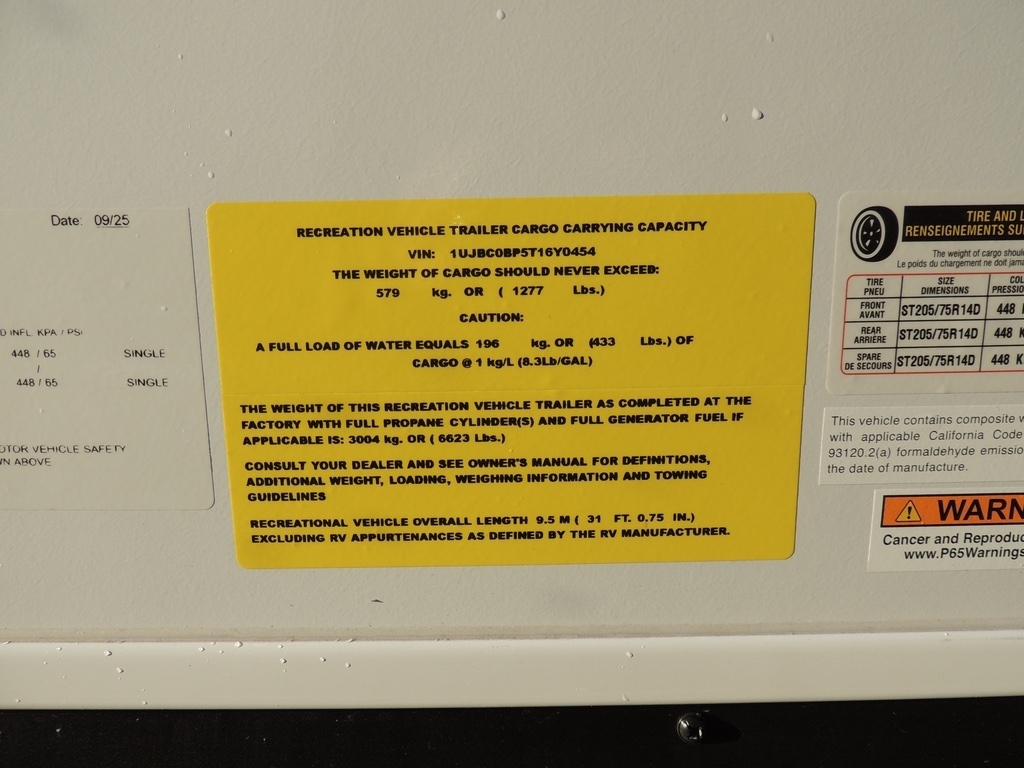 Date: 09/25
D INFL. KPA / PSI
448 / 65 SINGLE
/
448 / 65 SINGLE
OTOR VEHICLE SAFETY
WN ABOVE
RECREATION VEHICLE TRAILER CARGO CARRYING CAPACITY
VIN: 1UJBC0BP5T16Y0454
THE WEIGHT OF CARGO SHOULD NEVER EXCEED:
579 kg. OR ( 1277 Lbs.)
CAUTION:
A FULL LOAD OF WATER EQUALS 196 kg. OR (433 Lbs.) OF
CARGO @ 1 kg/L (8.3Lb/GAL)
THE WEIGHT OF THIS RECREATION VEHICLE TRAILER AS COMPLETED AT THE
FACTORY WITH FULL PROPANE CYLINDER(S) AND FULL GENERATOR FUEL IF
APPLICABLE IS: 3004 kg. OR ( 6623 Lbs.)
CONSULT YOUR DEALER AND SEE OWNER'S MANUAL FOR DEFINITIONS,
ADDITIONAL WEIGHT, LOADING, WEIGHING INFORMATION AND TOWING
GUIDELINES
RECREATIONAL VEHICLE OVERALL LENGTH 9.5 M ( 31 FT. 0.75 IN.)
EXCLUDING RV APPURTENANCES AS DEFINED BY THE RV MANUFACTURER.
TIRE AND L
RENSEIGNEMENTS SU
The weight of cargo shoul
Le poids du chargement ne doit jama
TIRE SIZE COL
PNEU DIMENSIONS PRESSIO
FRONT
AVANT ST205/75R14D 448 K
REAR
ARRIÈRE ST205/75R14D 448 K
SPARE
DE SECOURS ST205/75R14D 448 K
This vehicle contains composite w
with applicable California Code
93120.2(a) formaldehyde emissio
the date of manufacture.
WARN
Cancer and Reproduc
www.P65Warnings